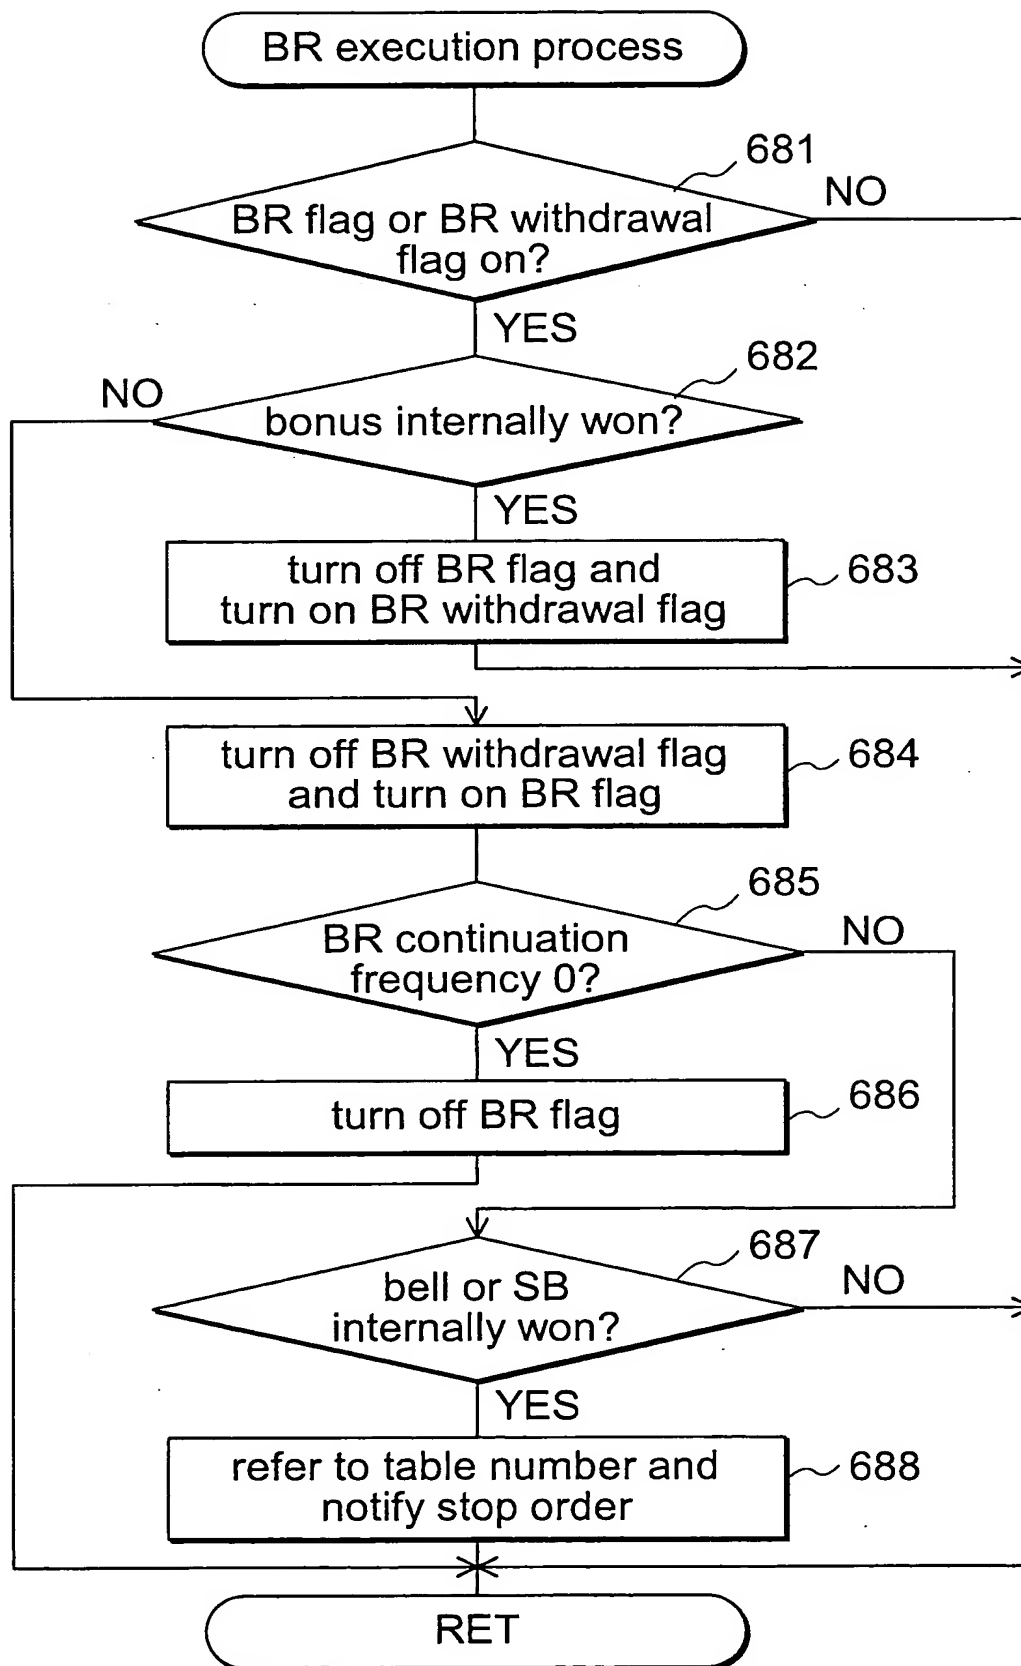 BR execution process
681
NO
BR flag or BR withdrawal
flag on?
YES
682
NO
bonus internally won?
YES
turn off BR flag and
turn on BR withdrawal flag
683
turn off BR withdrawal flag
and turn on BR flag
684
685
BR continuation
frequency 0?
NO
YES
turn off BR flag
686
687
bell or SB
internally won?
NO
YES
refer to table number and
notify stop order
688
RET